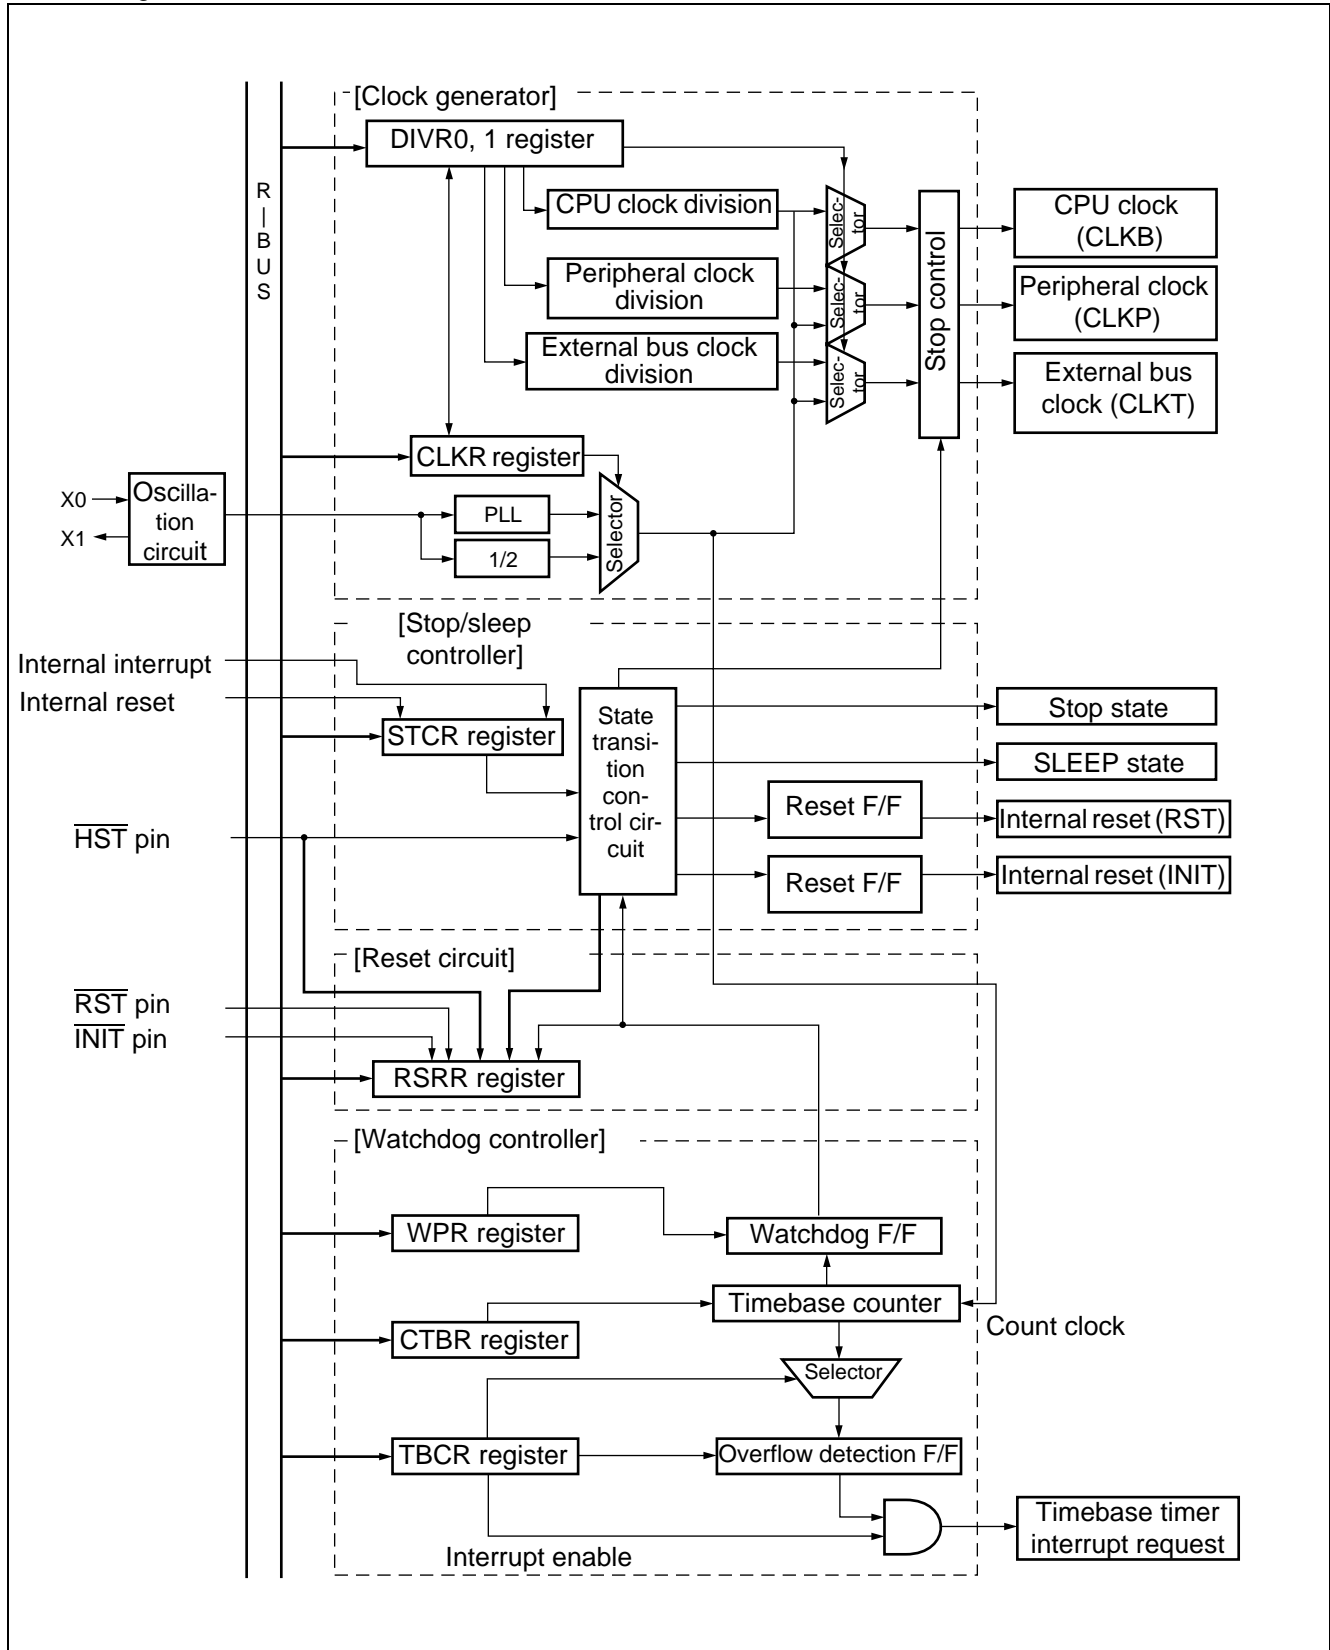 [Clock generator]
DIVR0, 1 register
R
|
B
U
S
CPU clock division
Selec-
tor
Stop control
CPU clock
(CLKB)
Peripheral clock
division
Selec-
tor
Peripheral clock
(CLKP)
External bus clock
division
Selec-
tor
External bus
clock (CLKT)
CLKR register
X0
X1
Oscilla-
tion
circuit
PLL
1/2
Selector
[Stop/sleep
controller]
Internal interrupt
Internal reset
STCR register
State
transi-
tion
con-
trol cir-
cuit
Stop state
SLEEP state
Reset F/F
Internal reset (RST)
HST pin
Reset F/F
Internal reset (INIT)
[Reset circuit]
RST pin
INIT pin
RSRR register
[Watchdog controller]
WPR register
Watchdog F/F
Timebase counter
Count clock
CTBR register
Selector
TBCR register
Overflow detection F/F
Interrupt enable
Timebase timer
interrupt request